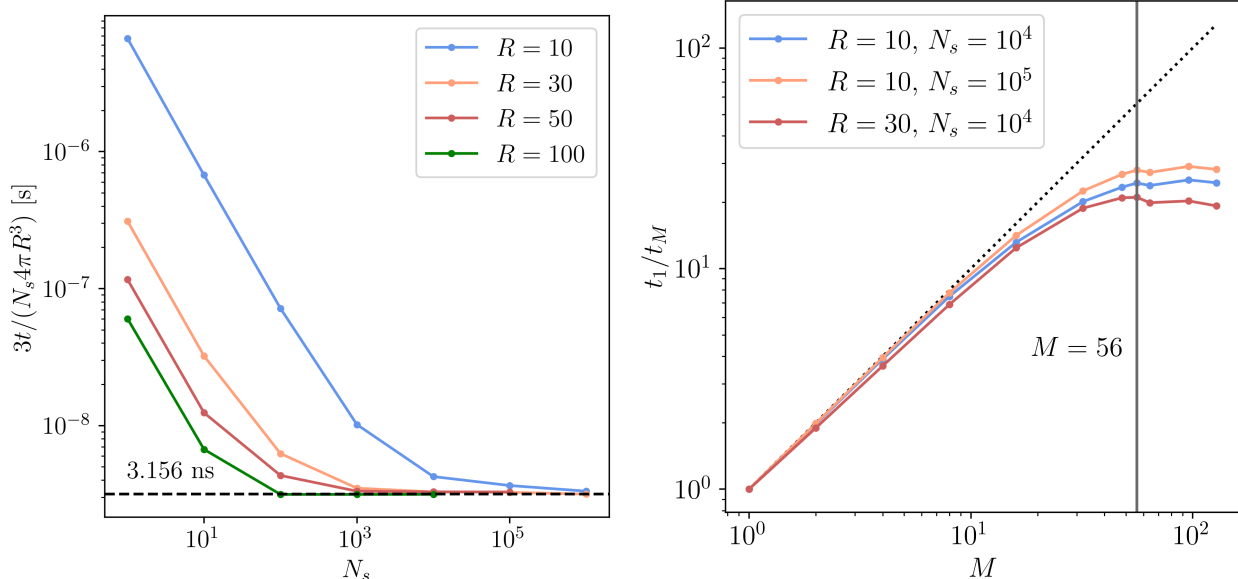 3t/(N_s4πR^3) [s]
10^{-6}
10^{-7}
10^{-8}
R = 10
R = 30
R = 50
R = 100
3.156 ns
10^1
10^3
10^5
N_s
t_1/t_M
10^2
10^1
10^0
R = 10, N_s = 10^4
R = 10, N_s = 10^5
R = 30, N_s = 10^4
M = 56
10^0
10^1
10^2
M